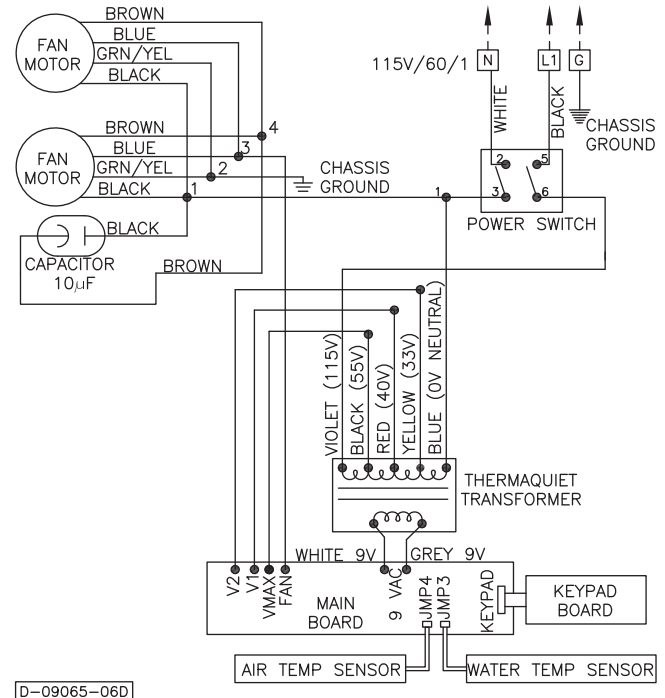 BROWN
FAN
MOTOR
BLUE
GRN/YEL
BLACK
115V/60/1
N
L1
G
WHITE
BLACK
CHASSIS
GROUND
BROWN
4
FAN
MOTOR
BLUE
3
GRN/YEL
2
CHASSIS
GROUND
BLACK
1
1
2
5
3
6
POWER SWITCH
BLACK
CAPACITOR
10µF
BROWN
VIOLET (115V)
BLACK (55V)
RED (40V)
YELLOW (33V)
BLUE (0V NEUTRAL)
THERMAQUIET
TRANSFORMER
WHITE 9V
GREY 9V
V2
V1
VMAX
FAN
MAIN
BOARD
9 VAC
JMP4
JMP3
KEYPAD
KEYPAD
BOARD
AIR TEMP SENSOR
WATER TEMP SENSOR
D-09065-06D